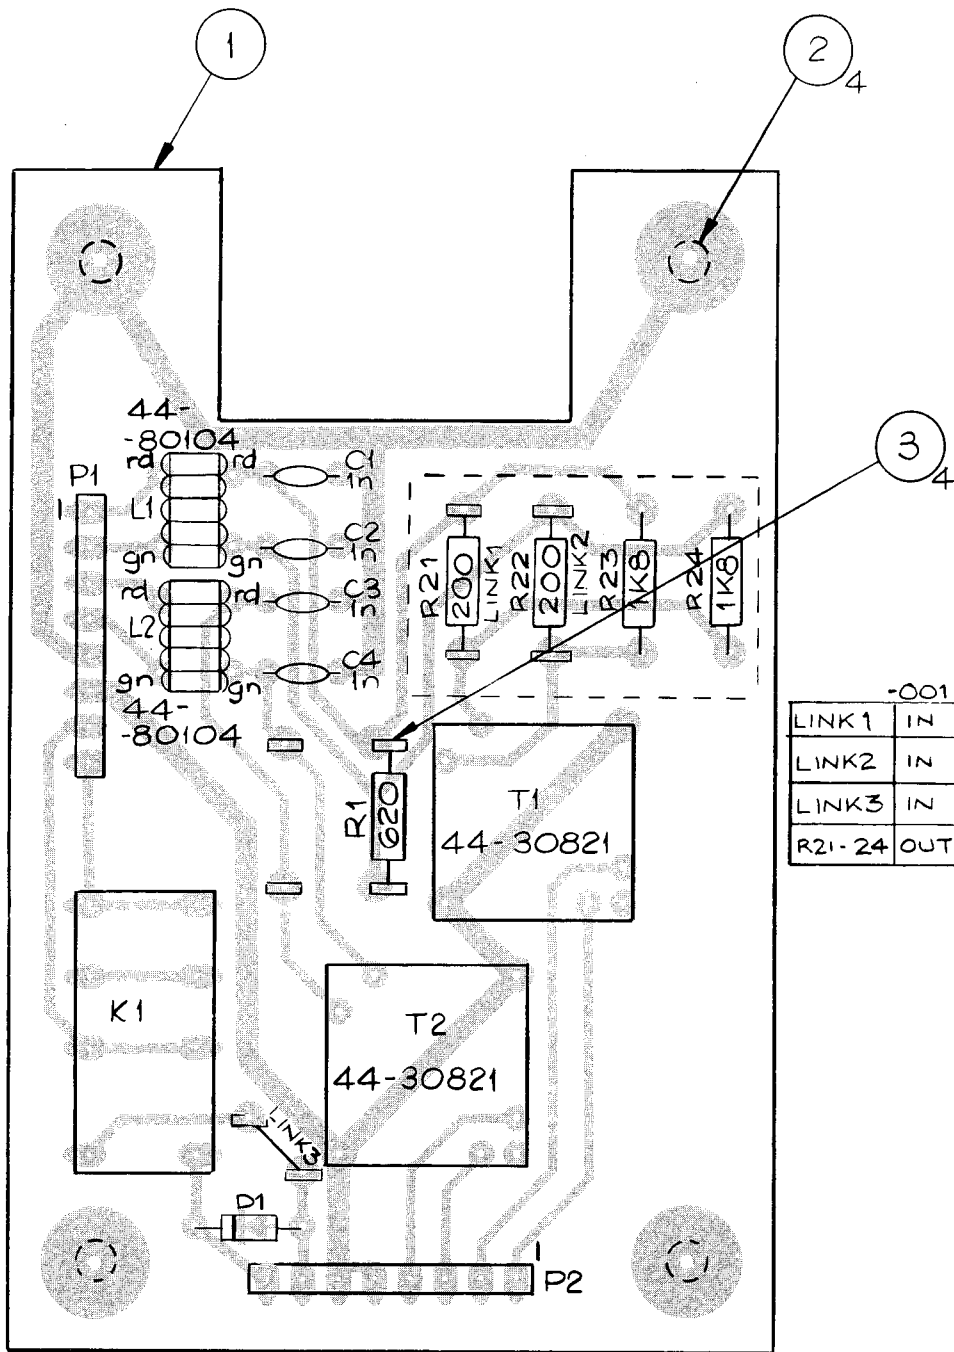 1
2
4
44-
-80104
rd
rd
P1
1
L1
gn
gn
C1
1n
C2
1n
rd
rd
C3
1n
L2
gn
gn
C4
1n
44-
-80104
3
4
R21
200
LINK1
R22
200
LINK2
R23
1K8
R24
1K8
-001
LINK1 IN
LINK2 IN
LINK3 IN
R21-24 OUT
R1
620
T1
44-30821
K1
T2
44-30821
LINK3
D1
1
P2